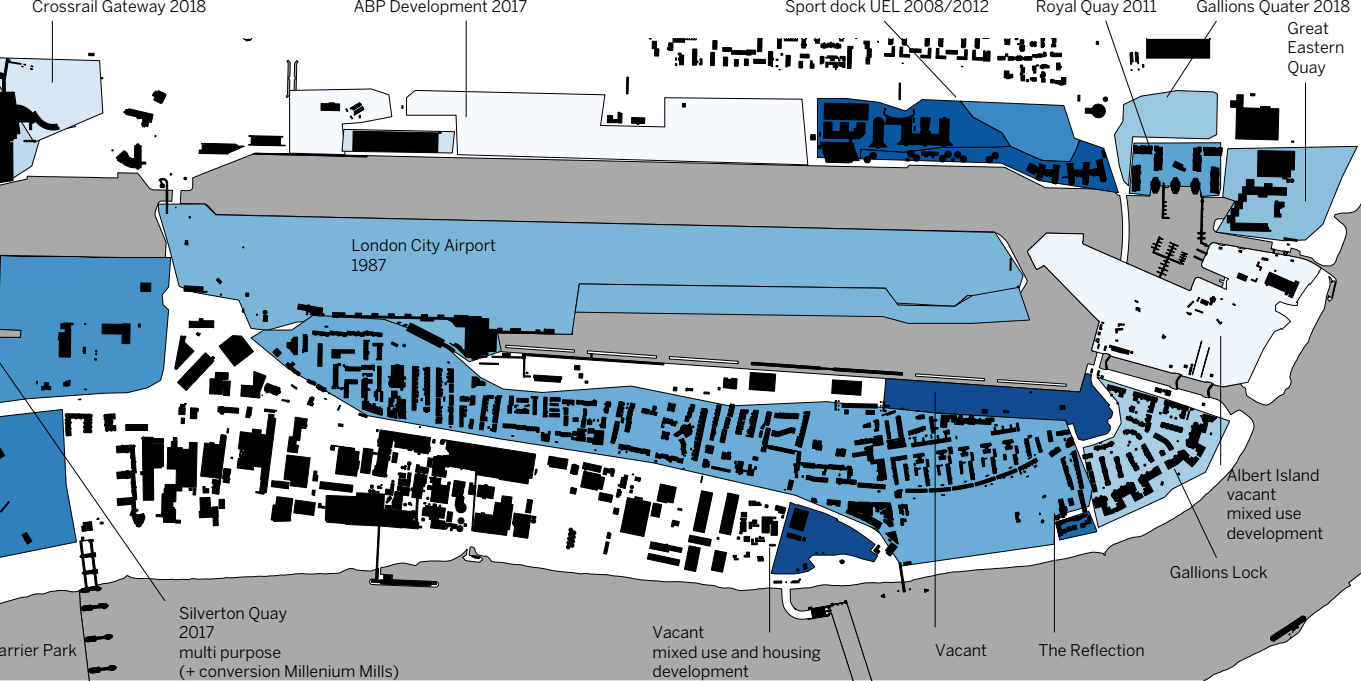 Crossrail Gateway 2018
ABP Development 2017
Sport dock UEL 2008/2012
Royal Quay 2011
Gallions Quater 2018
Great
Eastern
Quay
London City Airport
1987
Albert Island
vacant
mixed use
development
Gallions Lock
Silverton Quay
2017
multi purpose
(+ conversion Millenium Mills)
arrier Park
Vacant
mixed use and housing
development
Vacant
The Reflection